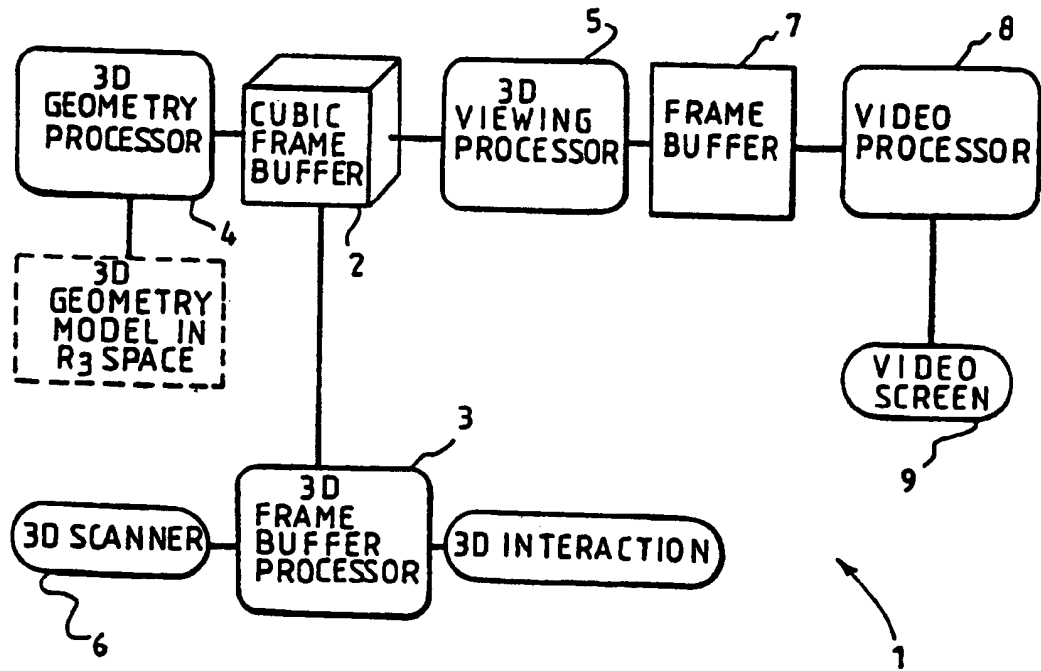 5
7
8
3D
GEOMETRY
PROCESSOR
4
CUBIC
FRAME
BUFFER
2
3D
VIEWING
PROCESSOR
FRAME
BUFFER
VIDEO
PROCESSOR
3D
GEOMETRY
MODEL IN
R3 SPACE
VIDEO
SCREEN
9
3
3D SCANNER
6
3D
FRAME
BUFFER
PROCESSOR
3D INTERACTION
1